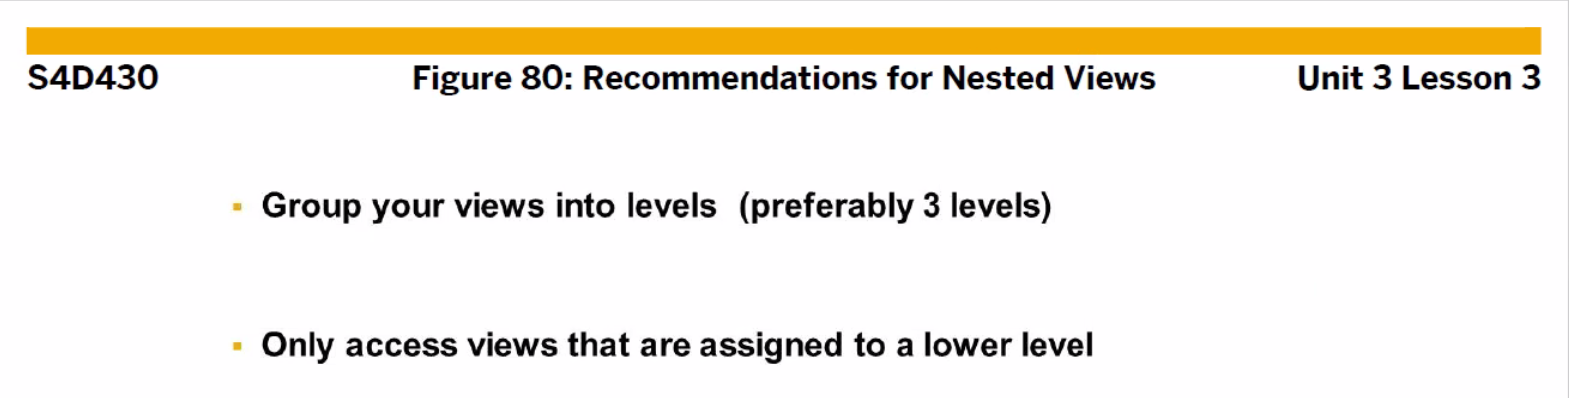 S4D430 Figure 80: Recommendations for Nested Views Unit 3 Lesson 3
▪ Group your views into levels (preferably 3 levels)
▪ Only access views that are assigned to a lower level